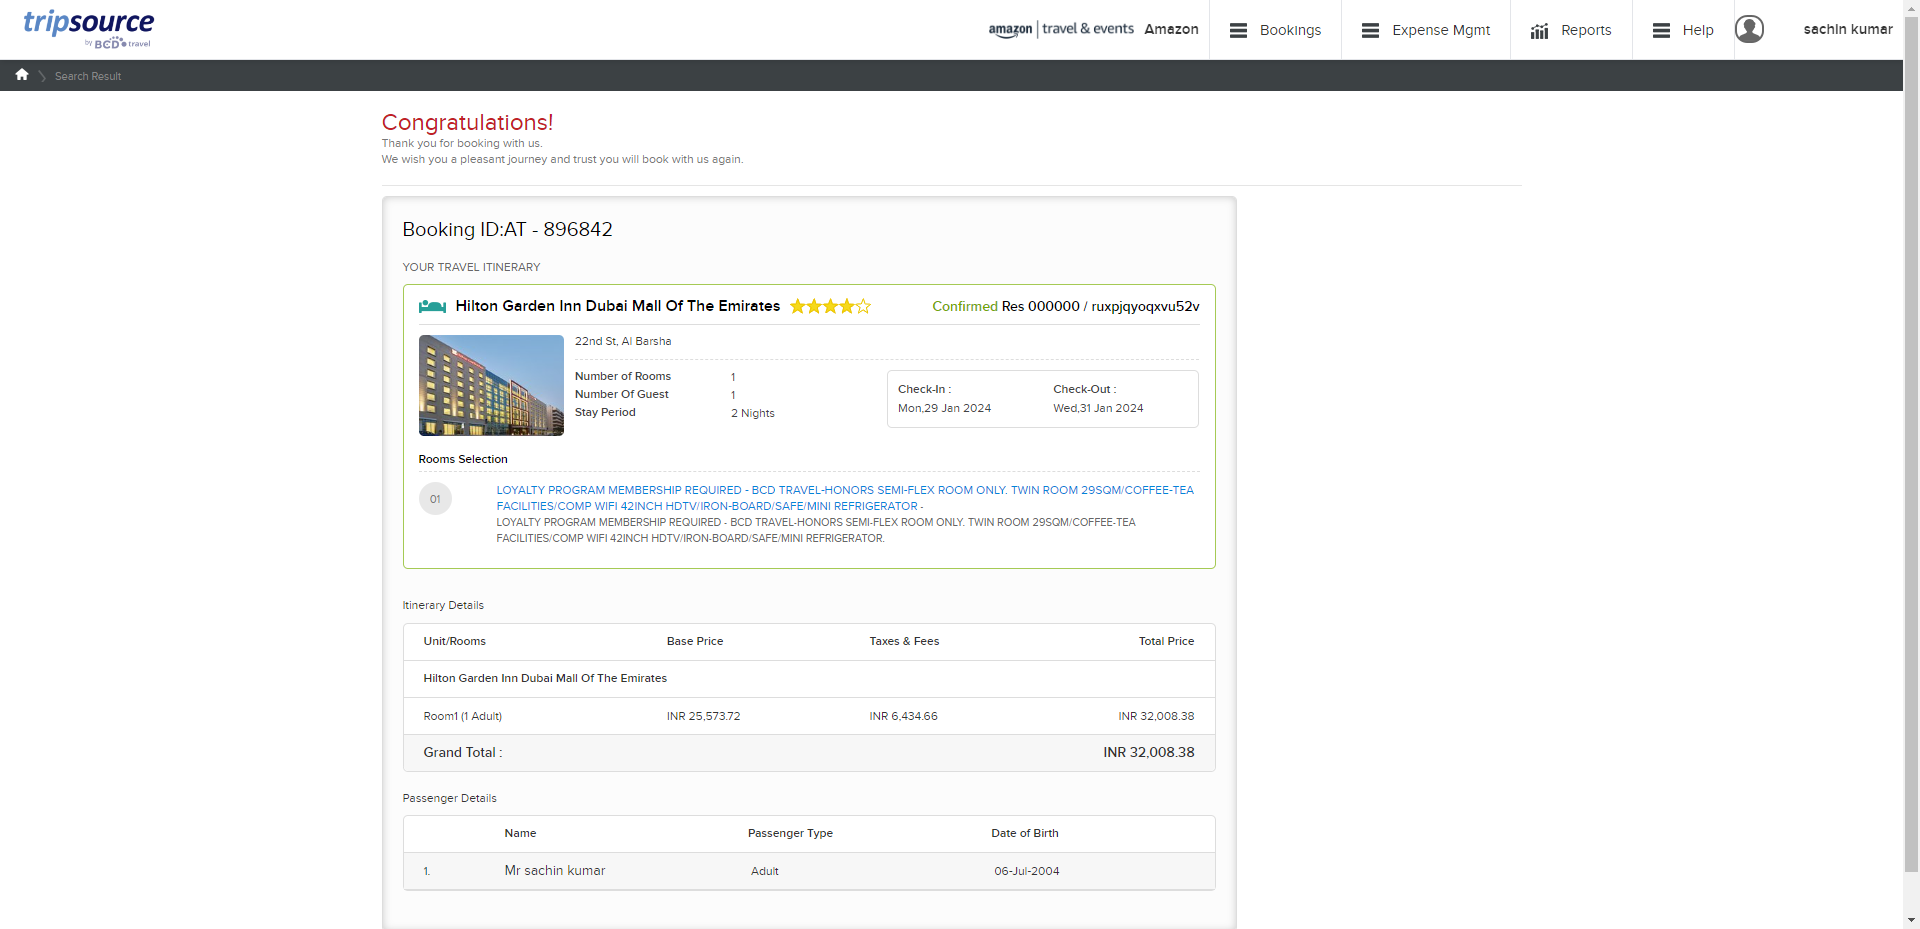 tripsource
by BCD travel
amazon travel & events Amazon
Bookings
Expense Mgmt
Reports
Help
sachin kumar
Search Result
Congratulations!
Thank you for booking with us.
We wish you a pleasant journey and trust you will book with us again.
Booking ID:AT - 896842
YOUR TRAVEL ITINERARY
Hilton Garden Inn Dubai Mall Of The Emirates
Confirmed Res 000000 / ruxpjqyoqxvu52v
22nd St, Al Barsha
Number of Rooms 1
Number Of Guest 1
Stay Period 2 Nights
Check-In : Check-Out :
Mon,29 Jan 2024 Wed,31 Jan 2024
Rooms Selection
01
LOYALTY PROGRAM MEMBERSHIP REQUIRED - BCD TRAVEL-HONORS SEMI-FLEX ROOM ONLY. TWIN ROOM 29SQM/COFFEE-TEA
FACILITIES/COMP WIFI 42INCH HDTV/IRON-BOARD/SAFE/MINI REFRIGERATOR -
LOYALTY PROGRAM MEMBERSHIP REQUIRED - BCD TRAVEL-HONORS SEMI-FLEX ROOM ONLY. TWIN ROOM 29SQM/COFFEE-TEA
FACILITIES/COMP WIFI 42INCH HDTV/IRON-BOARD/SAFE/MINI REFRIGERATOR.
Itinerary Details
Unit/Rooms Base Price Taxes & Fees Total Price
Hilton Garden Inn Dubai Mall Of The Emirates
Room1 (1 Adult) INR 25,573.72 INR 6,434.66 INR 32,008.38
Grand Total : INR 32,008.38
Passenger Details
Name Passenger Type Date of Birth
1. Mr sachin kumar Adult 06-Jul-2004